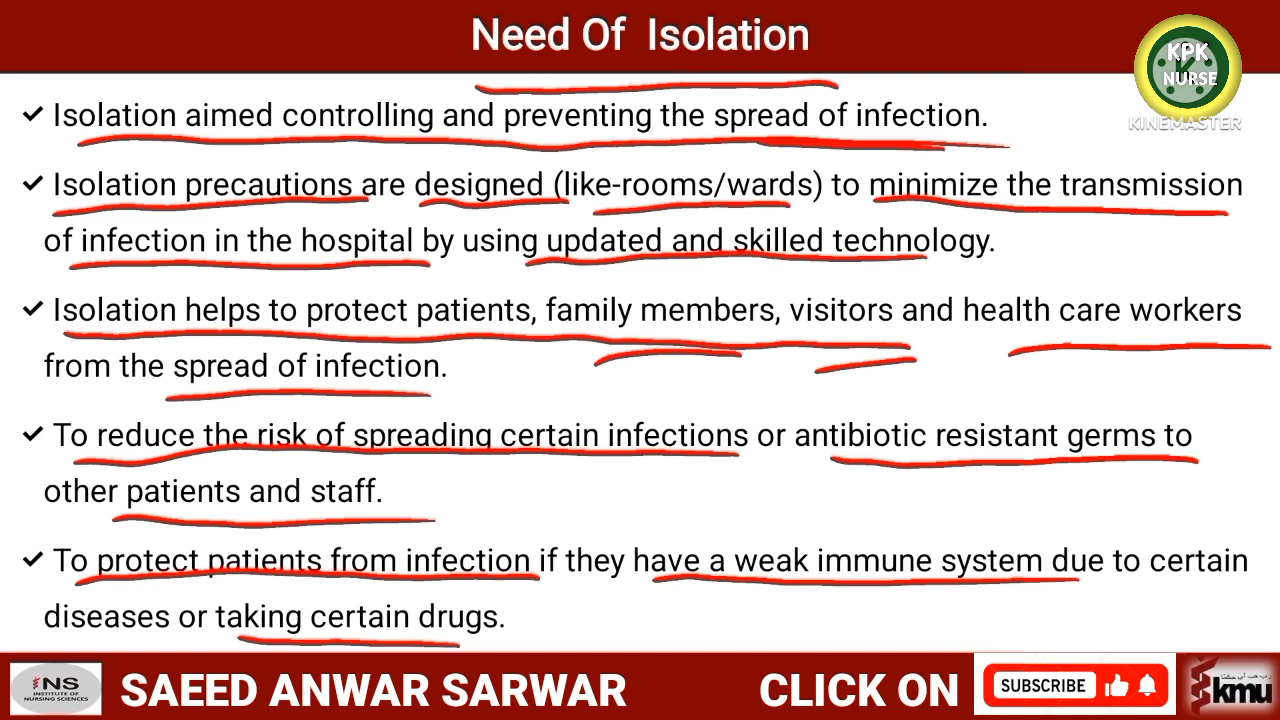 Need Of Isolation
KPK
NURSE
KINEMASTER
✓ Isolation aimed controlling and preventing the spread of infection.
✓ Isolation precautions are designed (like-rooms/wards) to minimize the transmission
of infection in the hospital by using updated and skilled technology.
✓ Isolation helps to protect patients, family members, visitors and health care workers
from the spread of infection.
✓ To reduce the risk of spreading certain infections or antibiotic resistant germs to
other patients and staff.
✓ To protect patients from infection if they have a weak immune system due to certain
diseases or taking certain drugs.
INS
INSTITUTE OF
NURSING SCIENCES
SAEED ANWAR SARWAR
CLICK ON
SUBSCRIBE
kmu